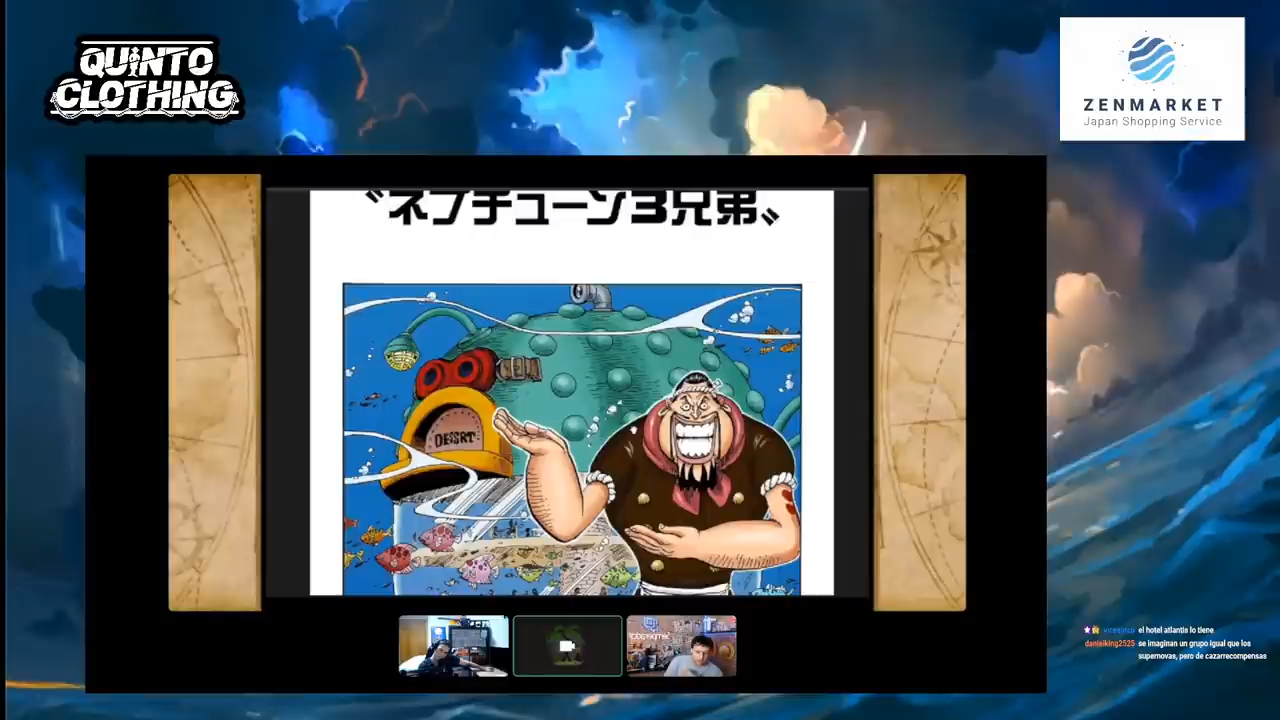 QUINTO
CLOTHING
ZENMARKET
Japan Shopping Service
〝ネプチューン3兄弟〟
DESERT
el hotel atlantis lo tiene
danielking2525 se imaginan un grupo igual que los
supernovas, pero de cazarrecompensas